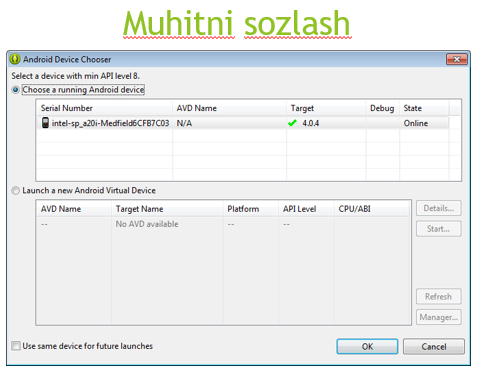 Muhitni sozlash
Android Device Chooser
Select a device with min API level 8.
Choose a running Android device
Serial Number AVD Name Target Debug State
intel-sp_a20i-Medfield6CFB7C03 N/A 4.0.4 Online
Launch a new Android Virtual Device
AVD Name Target Name Platform API Level CPU/ABI Details...
-- No AVD available -- --
Start...
Refresh
Manager...
Use same device for future launches OK Cancel